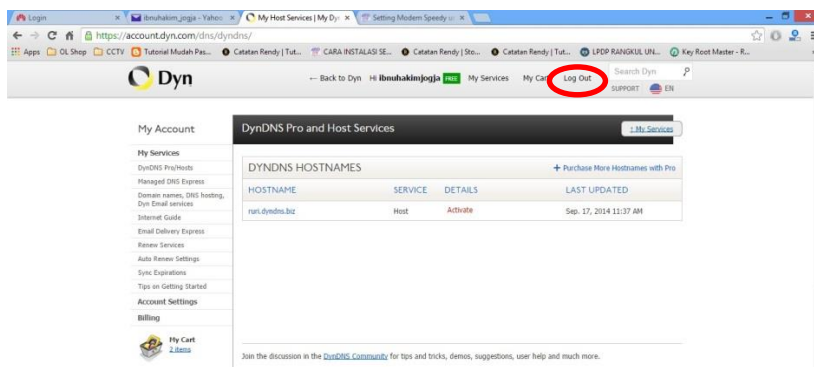 Login
ibnuhakim_jogja - Yahoo
My Host Services | My Dy
Setting Modem Speedy u
https://account.dyn.com/dns/dyndns/
Apps OL Shop CCTV Tutorial Mudah Pas... Catatan Rendy | Tut... CARA INSTALASI SE... Catatan Rendy | Sto... Catatan Rendy | Tut... LPDP RANGKUL UN... Key Root Master - R...
Dyn
← Back to Dyn Hi ibnuhakimjogja FREE My Services My Car Log Out
Search Dyn
SUPPORT EN
My Account
DynDNS Pro and Host Services
↑ My Services
My Services
DynDNS Pro/Hosts
Managed DNS Express
Domain names, DNS hosting,
Dyn Email services
Internet Guide
Email Delivery Express
Renew Services
Auto Renew Settings
Sync Expirations
Tips on Getting Started
Account Settings
Billing
My Cart
2 items
DYNDNS HOSTNAMES
+ Purchase More Hostnames with Pro
HOSTNAME SERVICE DETAILS LAST UPDATED
ruri.dyndns.biz Host Activate Sep. 17, 2014 11:37 AM
Join the discussion in the DynDNS Community for tips and tricks, demos, suggestions, user help and much more.